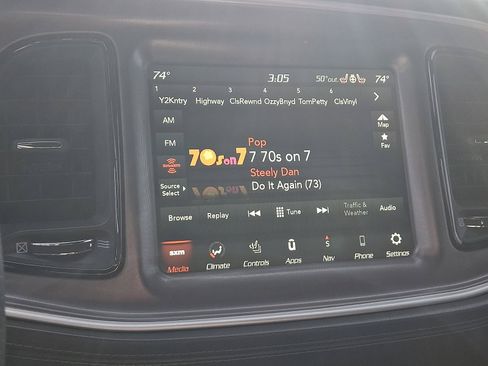 74° 3:05 50°out 74°
1 2 3 4 5 6
Y2Kntry Highway ClsRewnd OzzyBnyd TomPetty ClsVinyl
AM
Map
FM
Fav
Pop
70s on 7 7 70s on 7
SiriusXM
Steely Dan
Do It Again (73)
Source
Select
Browse Replay Tune Traffic & Weather Audio
sxm
S
Media Climate Controls Apps Nav Phone Settings